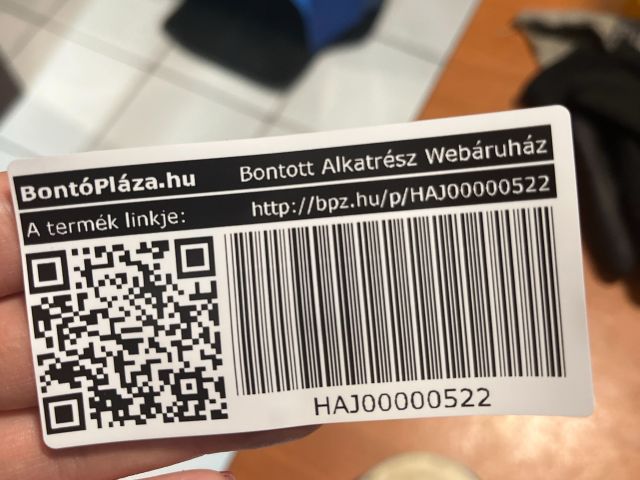 BontóPláza.hu Bontott Alkatrész Webáruház
A termék linkje: http://bpz.hu/p/HAJ00000522
HAJ00000522